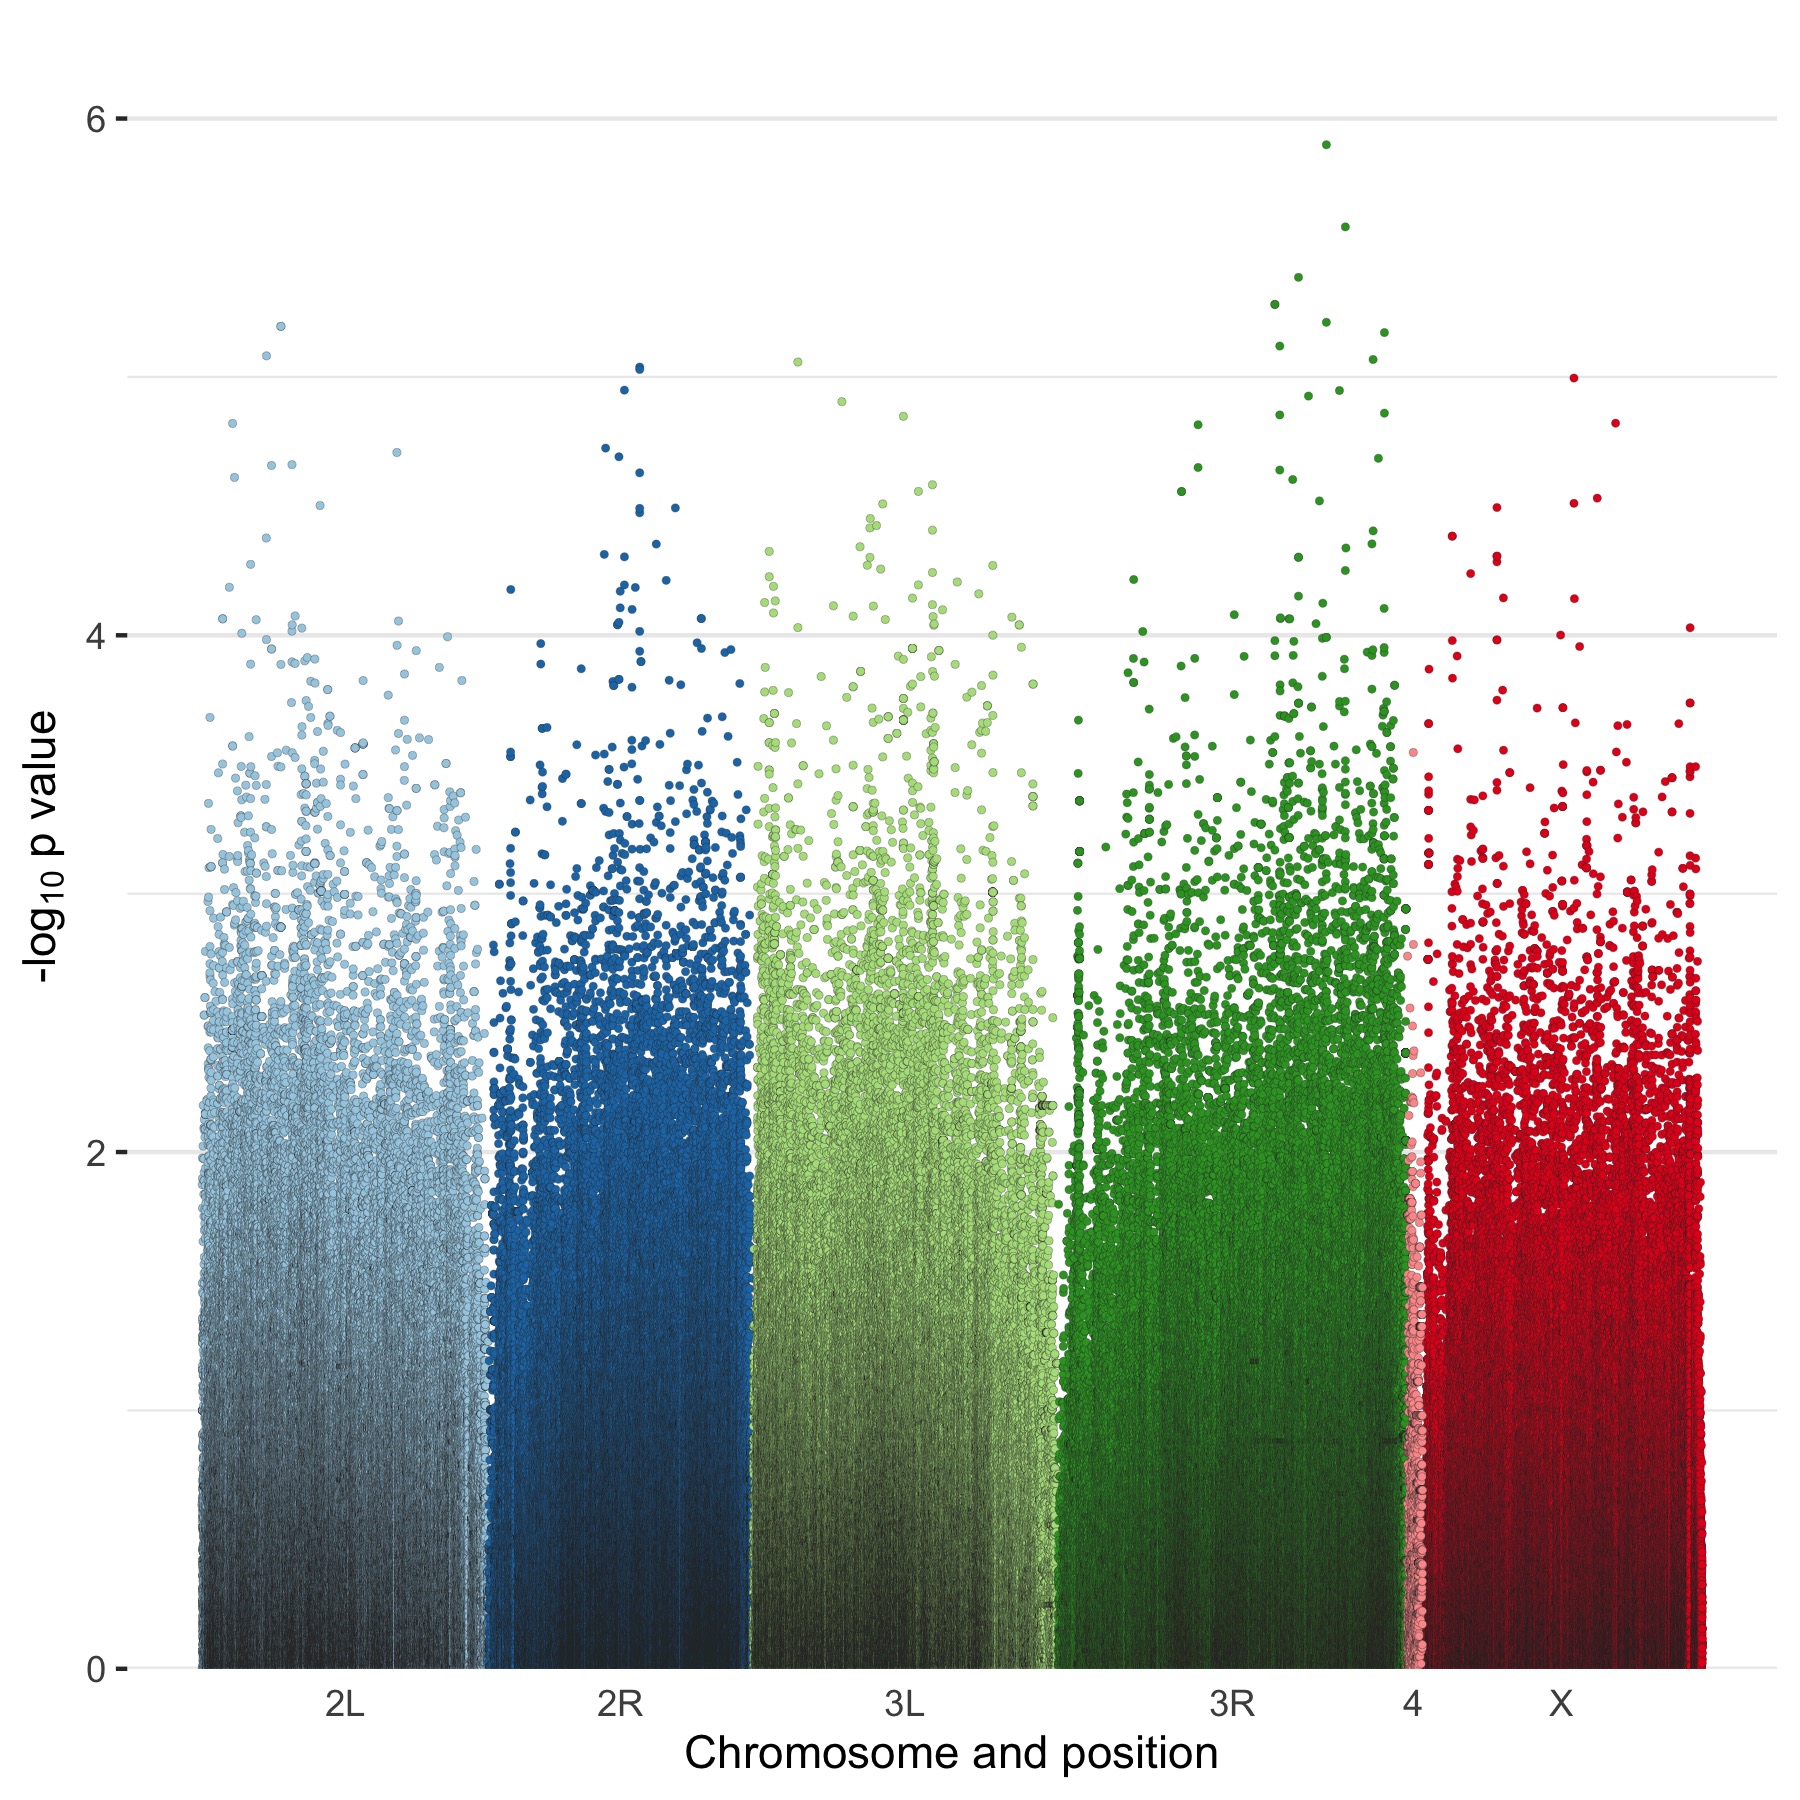 6
4
2
0
-log₁₀ p value
2L 2R 3L 3R 4 X
Chromosome and position